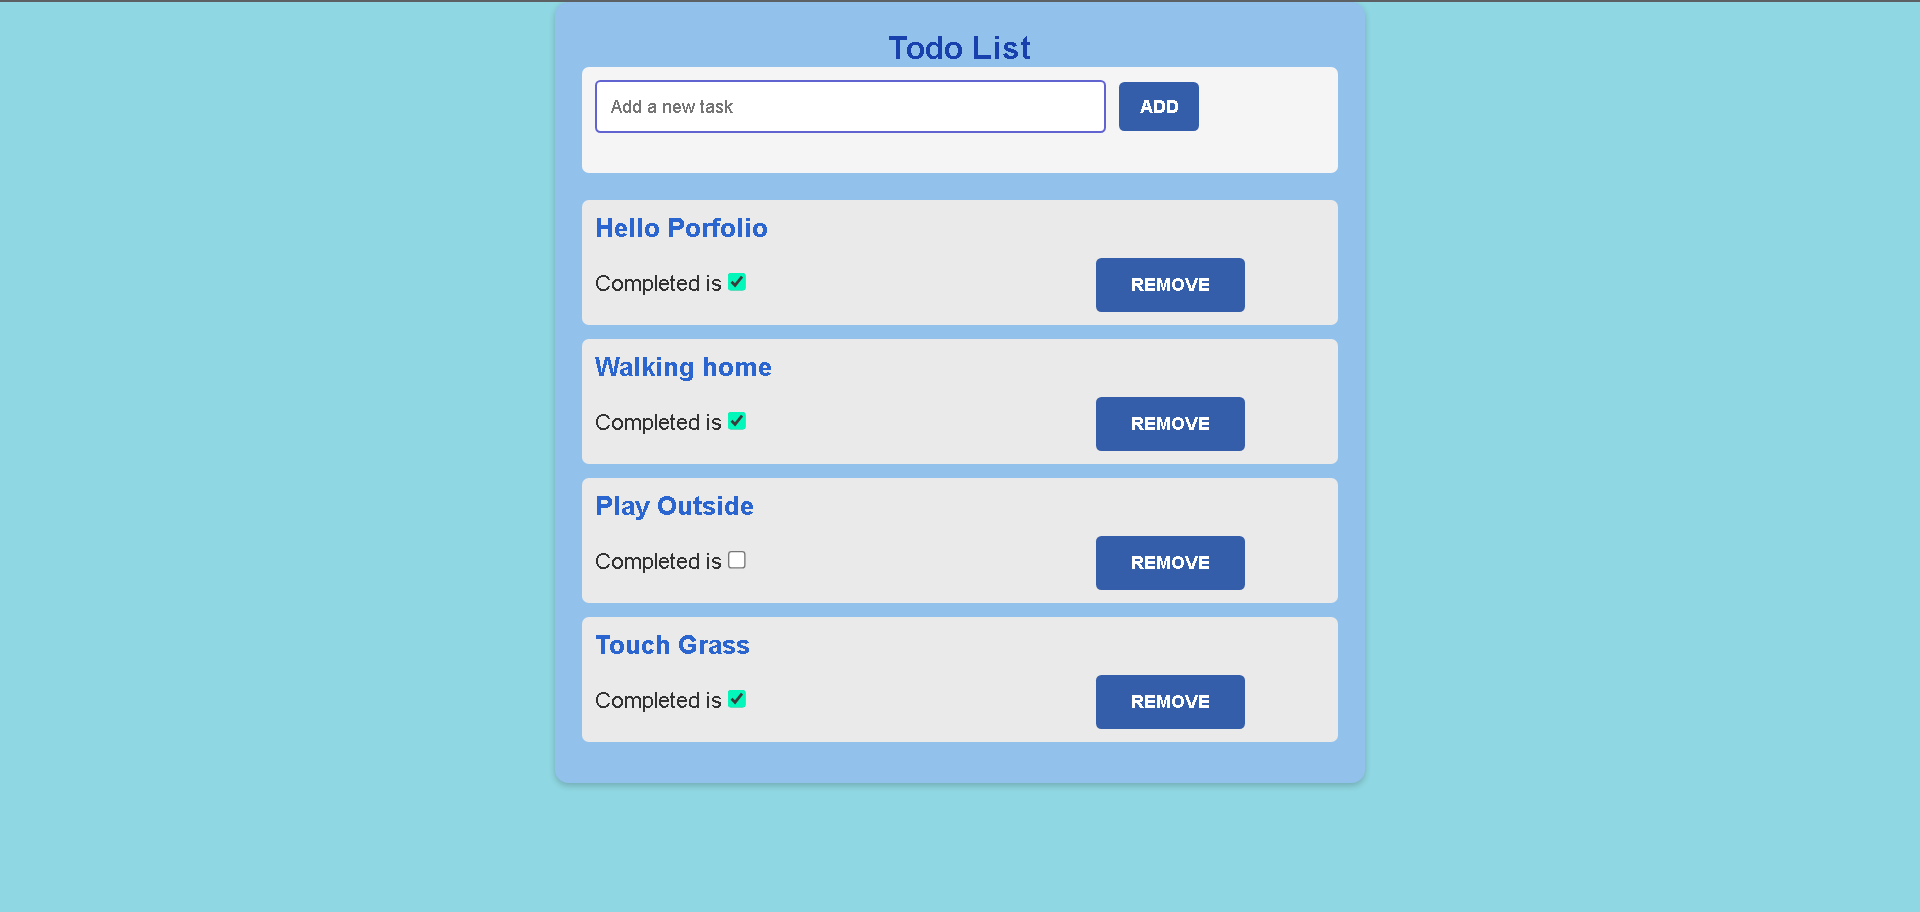 Todo List
Add a new task
ADD
Hello Porfolio
Completed is
REMOVE
Walking home
Completed is
REMOVE
Play Outside
Completed is
REMOVE
Touch Grass
Completed is
REMOVE